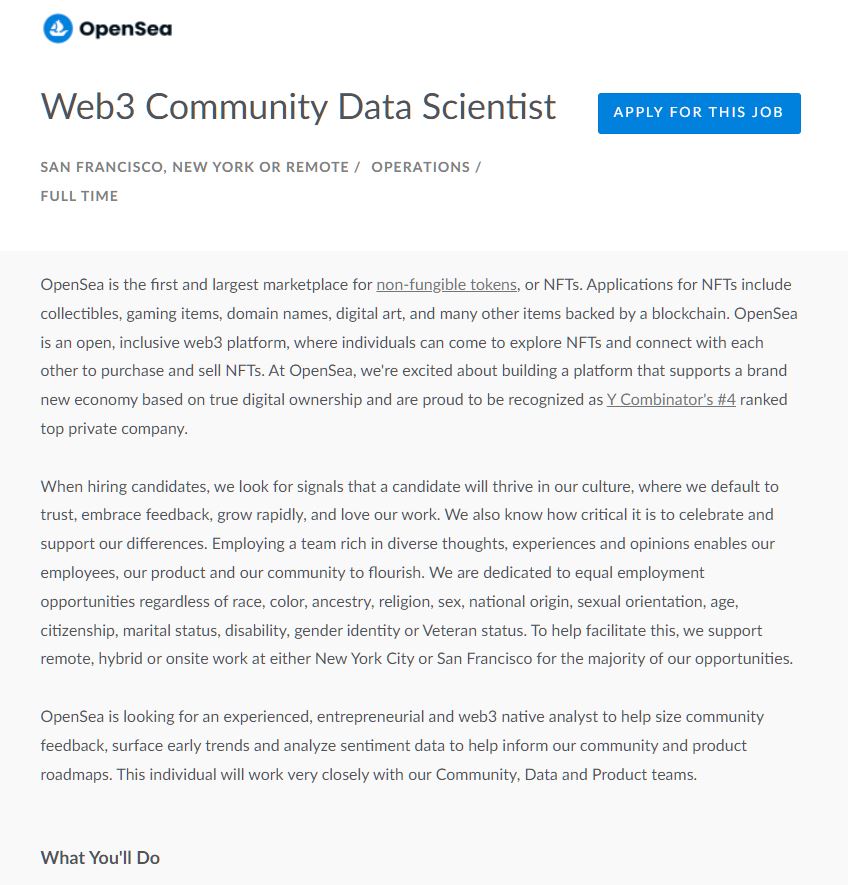 OpenSea
Web3 Community Data Scientist
APPLY FOR THIS JOB
SAN FRANCISCO, NEW YORK OR REMOTE / OPERATIONS /
FULL TIME
OpenSea is the first and largest marketplace for non-fungible tokens, or NFTs. Applications for NFTs include
collectibles, gaming items, domain names, digital art, and many other items backed by a blockchain. OpenSea
is an open, inclusive web3 platform, where individuals can come to explore NFTs and connect with each
other to purchase and sell NFTs. At OpenSea, we're excited about building a platform that supports a brand
new economy based on true digital ownership and are proud to be recognized as Y Combinator's #4 ranked
top private company.
When hiring candidates, we look for signals that a candidate will thrive in our culture, where we default to
trust, embrace feedback, grow rapidly, and love our work. We also know how critical it is to celebrate and
support our differences. Employing a team rich in diverse thoughts, experiences and opinions enables our
employees, our product and our community to flourish. We are dedicated to equal employment
opportunities regardless of race, color, ancestry, religion, sex, national origin, sexual orientation, age,
citizenship, marital status, disability, gender identity or Veteran status. To help facilitate this, we support
remote, hybrid or onsite work at either New York City or San Francisco for the majority of our opportunities.
OpenSea is looking for an experienced, entrepreneurial and web3 native analyst to help size community
feedback, surface early trends and analyze sentiment data to help inform our community and product
roadmaps. This individual will work very closely with our Community, Data and Product teams.
What You'll Do